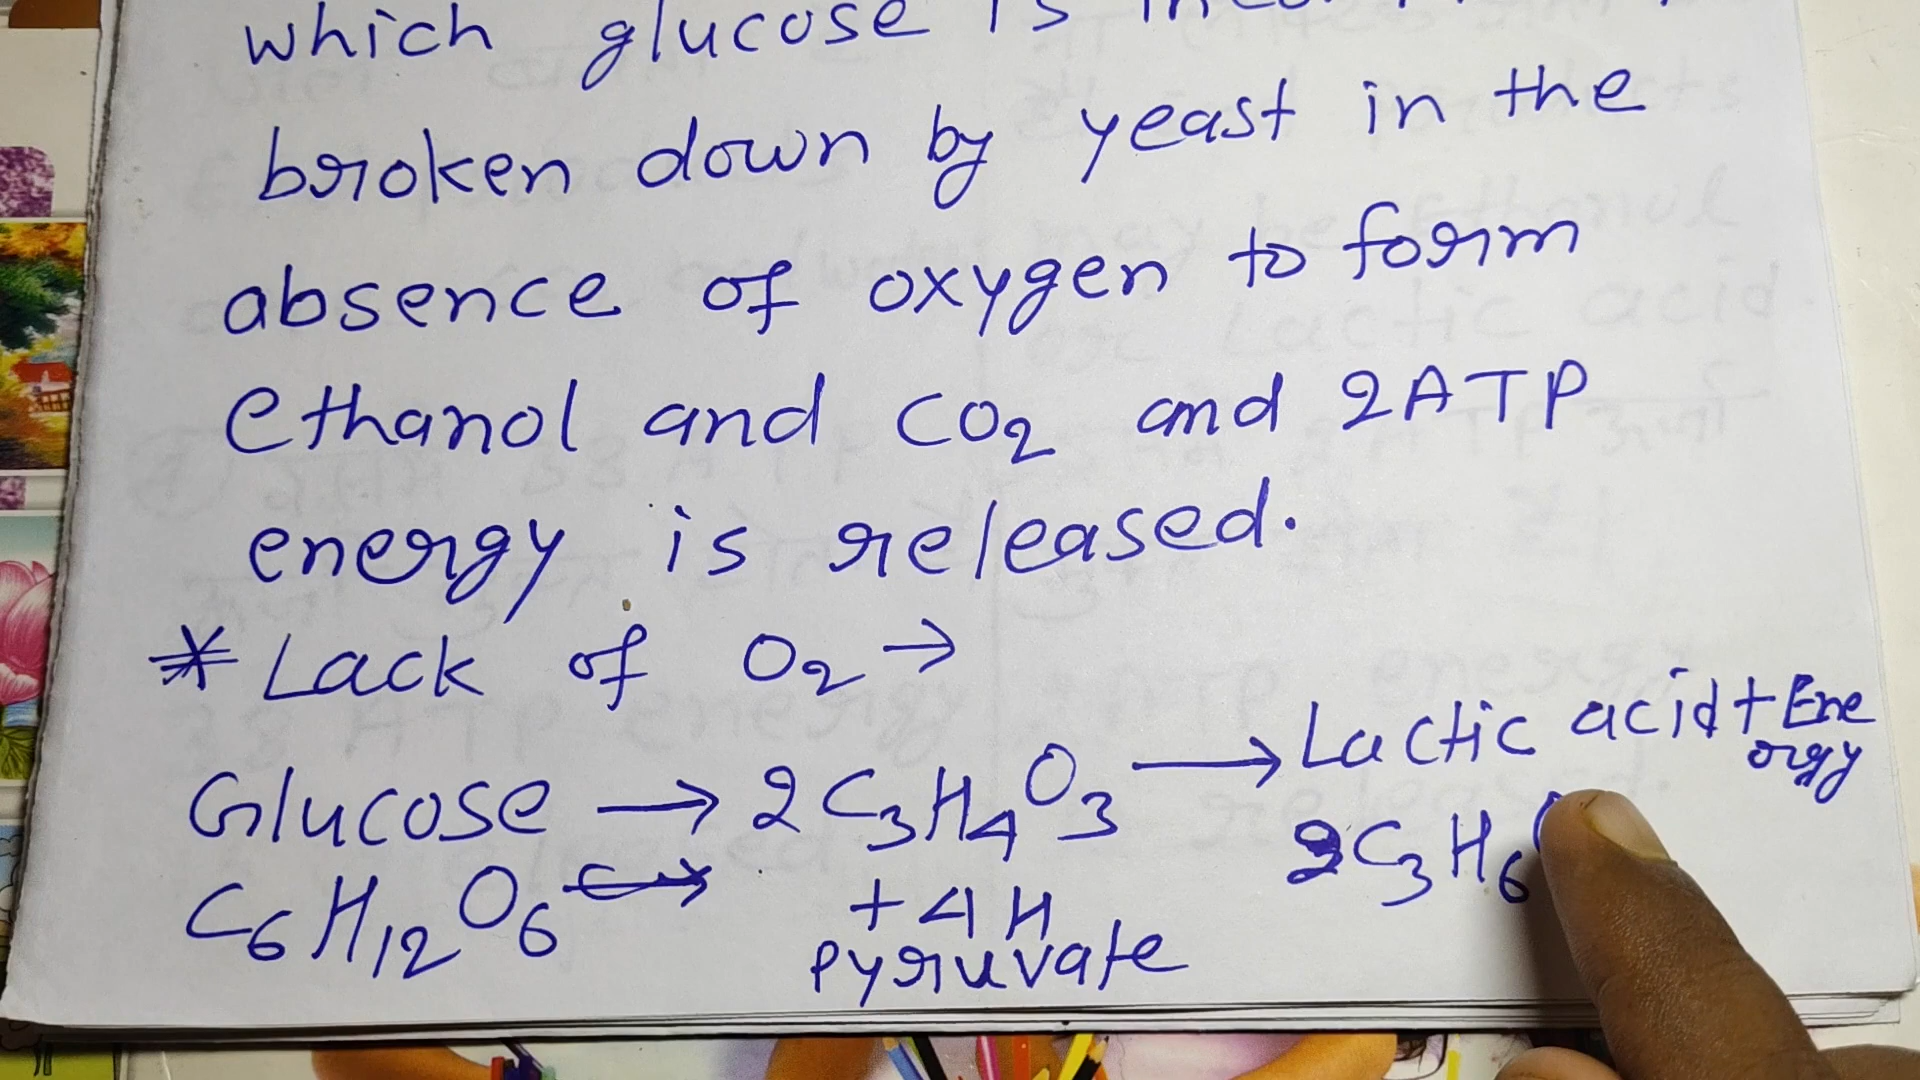 which glucose is
broken down by yeast in the
absence of oxygen to form
ethanol and CO2 and 2ATP
energy is released.
* Lack of O2 →
Glucose → 2C3H4O3 → Lactic acid + Energy
C6H12O6 → + 4H 2C3H6
pyruvate